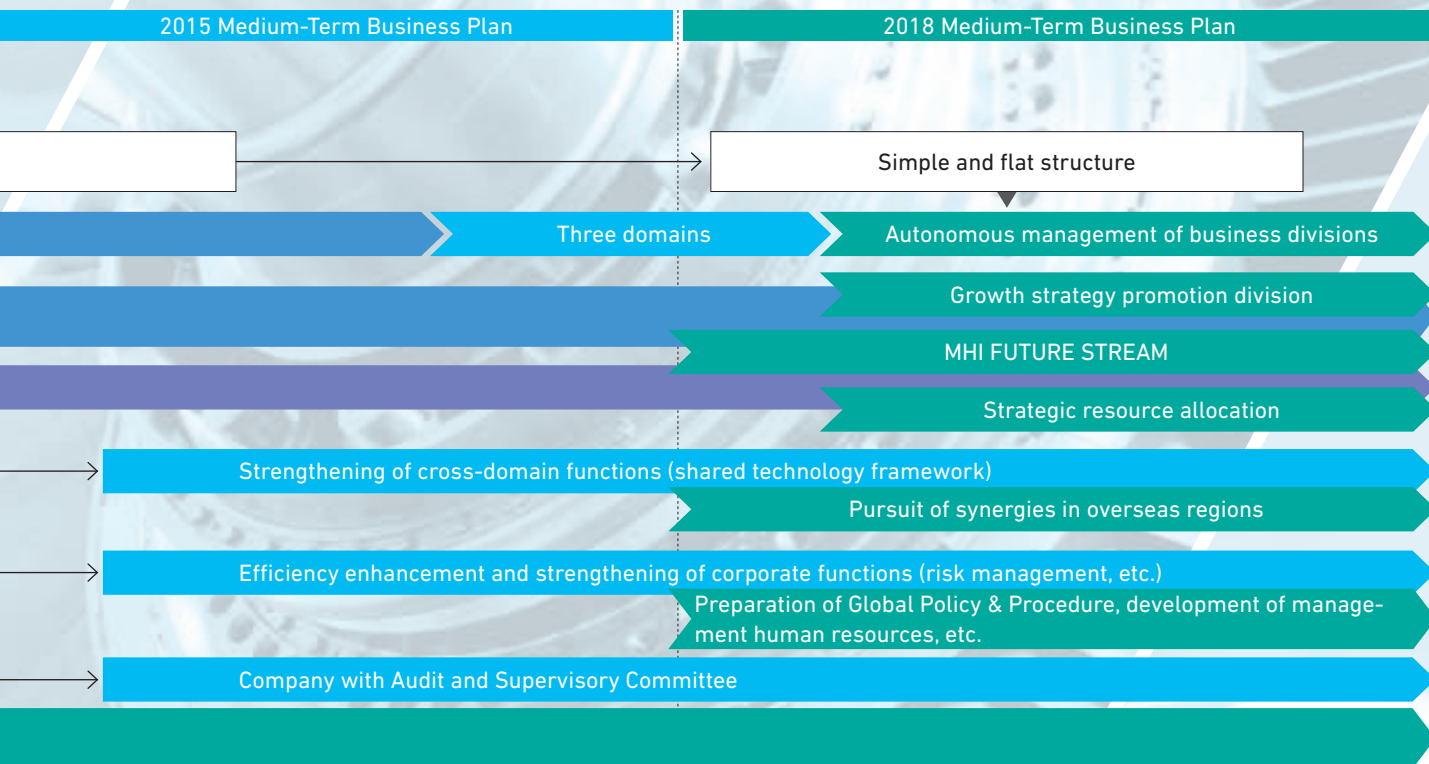 2015 Medium-Term Business Plan
2018 Medium-Term Business Plan
Simple and flat structure
Three domains
Autonomous management of business divisions
Growth strategy promotion division
MHI FUTURE STREAM
Strategic resource allocation
Strengthening of cross-domain functions (shared technology framework)
Pursuit of synergies in overseas regions
Efficiency enhancement and strengthening of corporate functions (risk management, etc.)
Preparation of Global Policy & Procedure, development of manage-
ment human resources, etc.
Company with Audit and Supervisory Committee